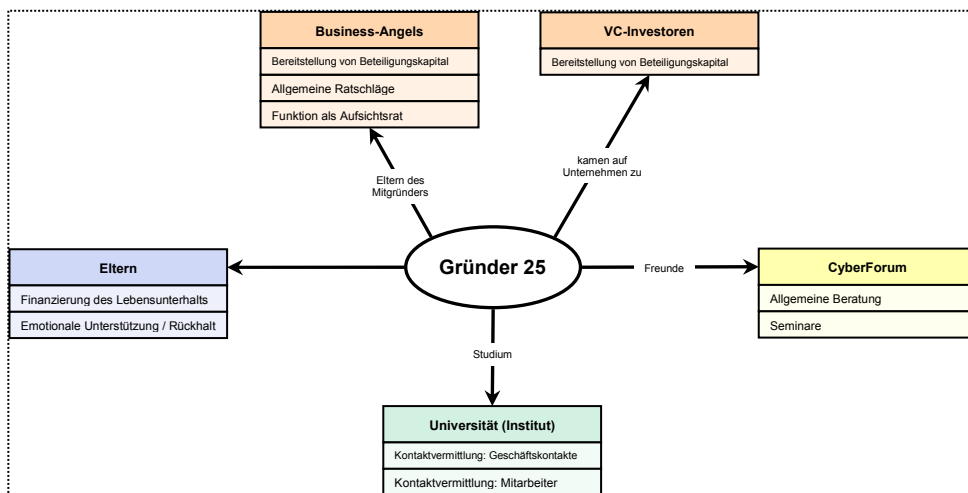 Business-Angels
Bereitstellung von Beteiligungskapital
Allgemeine Ratschläge
Funktion als Aufsichtsrat
VC-Investoren
Bereitstellung von Beteiligungskapital
Eltern des
Mitgründers
kamen auf
Unternehmen zu
Eltern
Finanzierung des Lebensunterhalts
Emotionale Unterstützung / Rückhalt
Gründer 25
Freunde
CyberForum
Allgemeine Beratung
Seminare
Studium
Universität (Institut)
Kontaktvermittlung: Geschäftskontakte
Kontaktvermittlung: Mitarbeiter